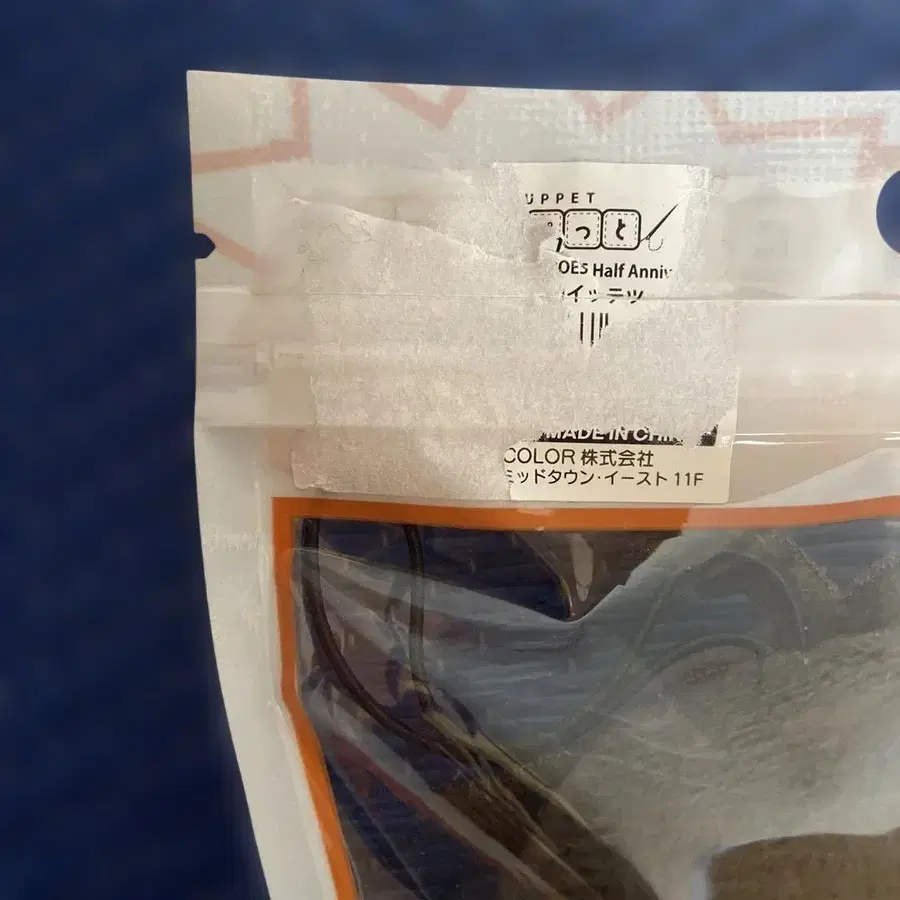 UPPET
っと
OES Half Anniv
イッテツ
MADE IN CHI
COLOR 株式会社
ミッドタウン・イースト 11F